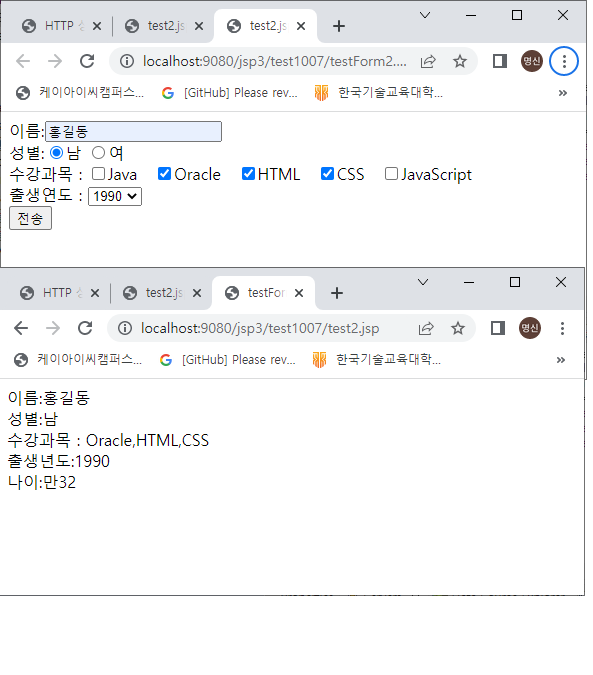 HTTP
test2.js
test2.js
localhost:9080/jsp3/test1007/testForm2....
명신
케이아이씨캠퍼스... [GitHub] Please rev... 한국기술교육대학... »
이름:홍길동
성별: 남 여
수강과목 : Java Oracle HTML CSS JavaScript
출생연도 : 1990
전송
HTTP
test2.js
testFor
localhost:9080/jsp3/test1007/test2.jsp
명신
케이아이씨캠퍼스... [GitHub] Please rev... 한국기술교육대학... »
이름:홍길동
성별:남
수강과목 : Oracle,HTML,CSS
출생년도:1990
나이:만32